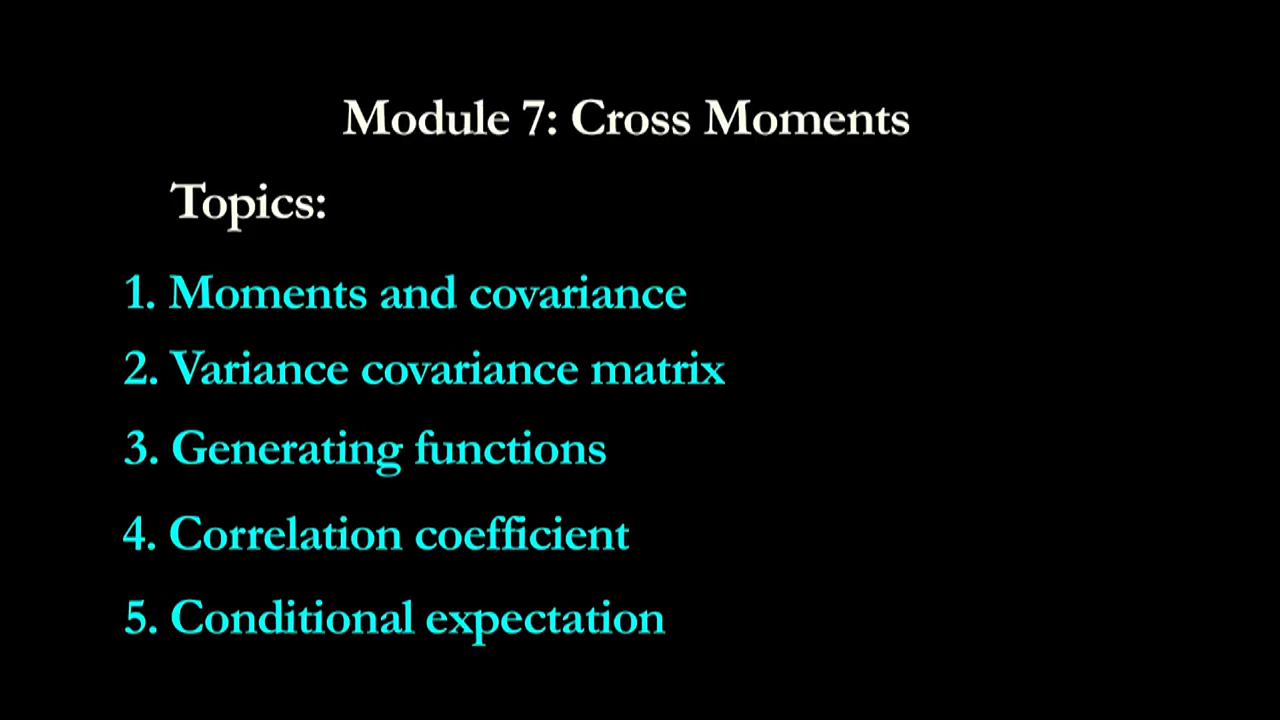 Module 7: Cross Moments
Topics:
1. Moments and covariance
2. Variance covariance matrix
3. Generating functions
4. Correlation coefficient
5. Conditional expectation